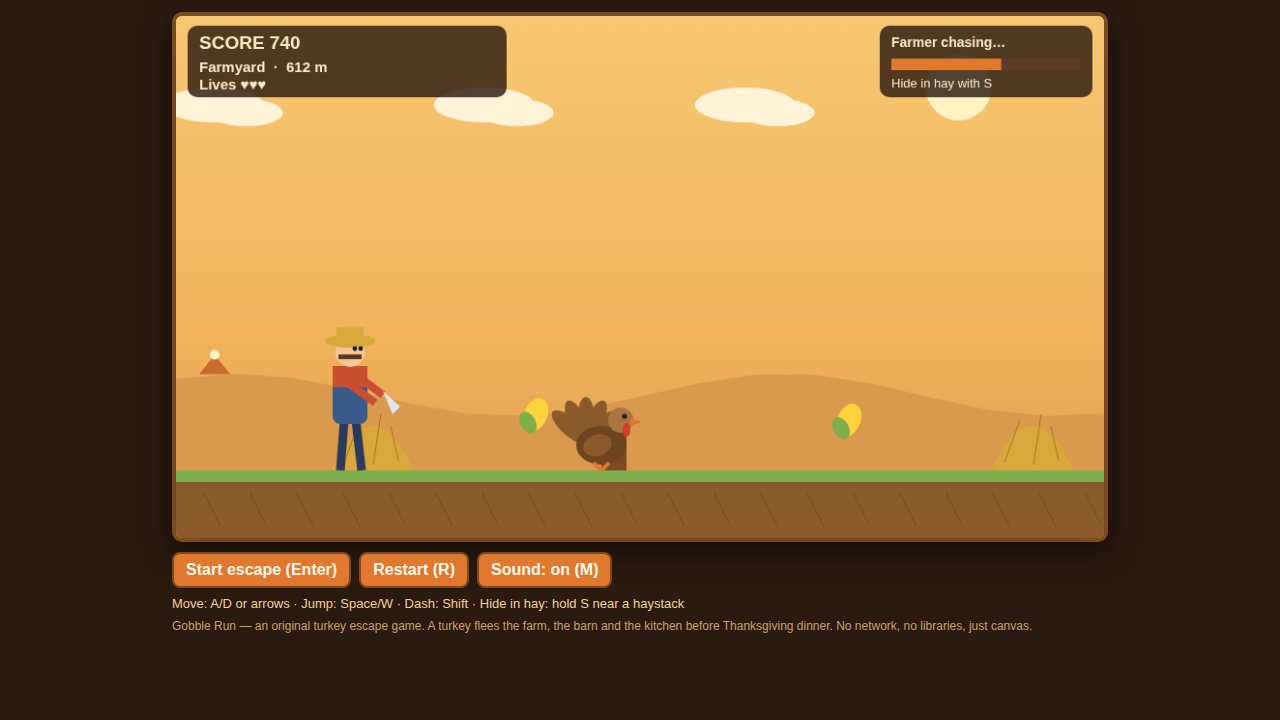 SCORE 740
Farmyard · 612 m
Lives ♥♥♥
Farmer chasing…
Hide in hay with S
Start escape (Enter) Restart (R) Sound: on (M)
Move: A/D or arrows · Jump: Space/W · Dash: Shift · Hide in hay: hold S near a haystack
Gobble Run — an original turkey escape game. A turkey flees the farm, the barn and the kitchen before Thanksgiving dinner. No network, no libraries, just canvas.